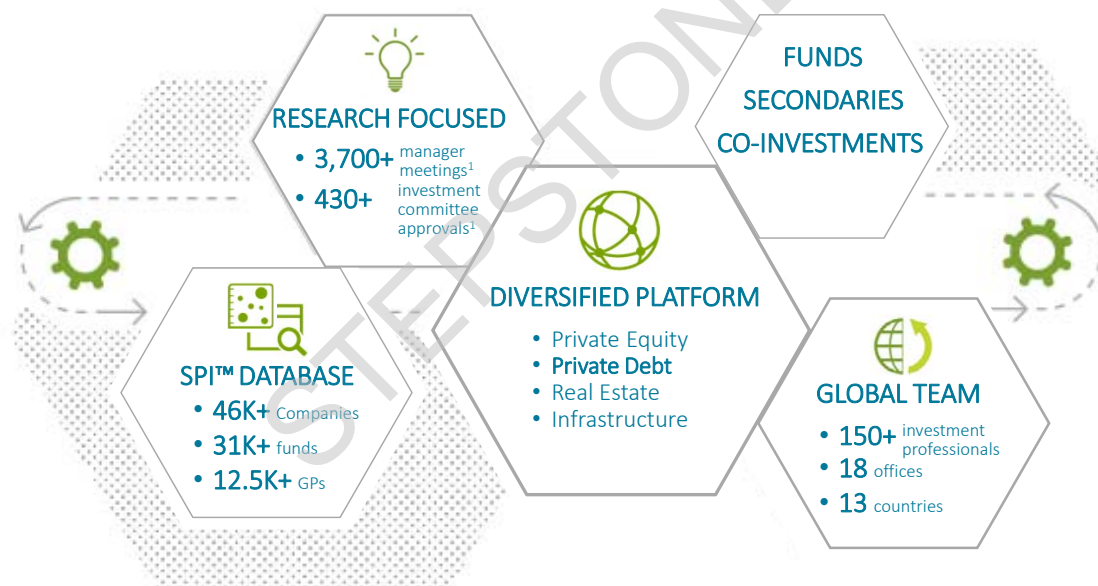 RESEARCH FOCUSED
• 3,700+ manager
meetings¹
• 430+ investment
committee
approvals¹
FUNDS
SECONDARIES
CO-INVESTMENTS
DIVERSIFIED PLATFORM
• Private Equity
• Private Debt
• Real Estate
• Infrastructure
SPI™ DATABASE
• 46K+ Companies
• 31K+ funds
• 12.5K+ GPs
GLOBAL TEAM
• 150+ investment
professionals
• 18 offices
• 13 countries
STEPSTONE